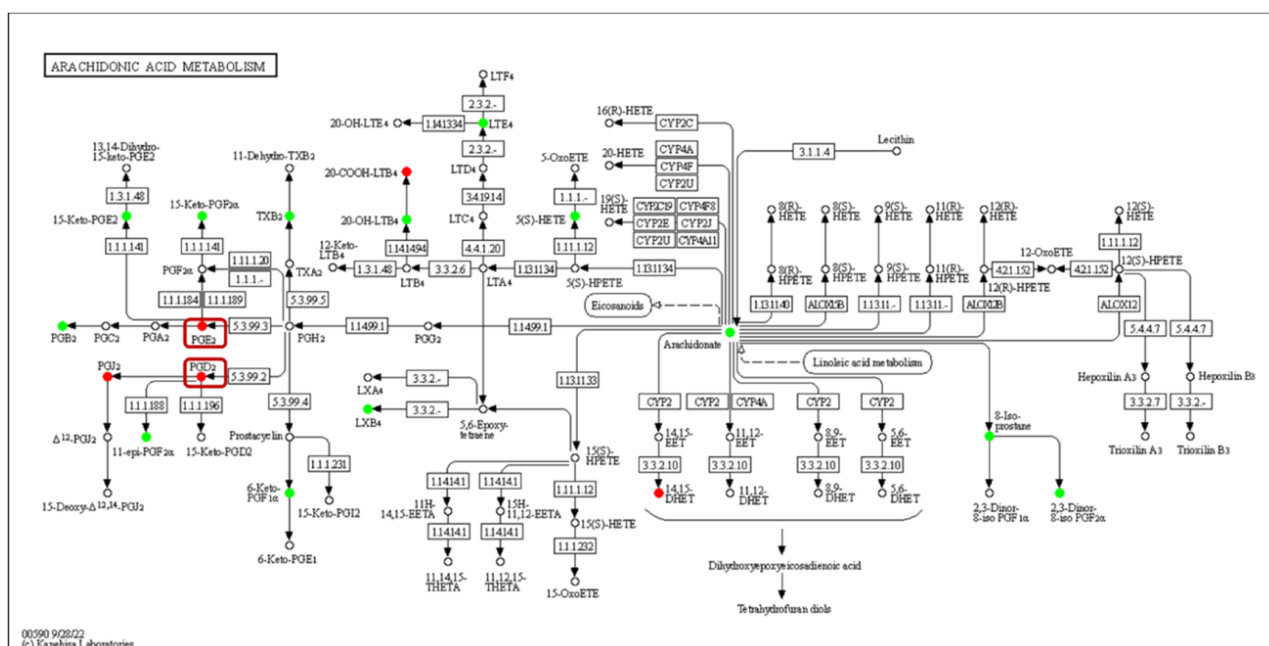 ARACHIDONIC ACID METABOLISM
LTF4
2.3.2.-
20-OH-LTE4
1.14.13.34
LTE4
2.3.2.-
LTD4
3.4.19.14
LTC4
4.4.1.20
LTA4
16(R)-HETE
CYP2C
20-HETE
CYP4A
CYP4F
CYP2U
19(S)-
HETE
CYP2C19
CYP4F8
CYP2E
CYP2J
CYP2U
CYP4A11
3.1.1.4
Lecithin
13,14-Dihydro-
15-keto-PGE2
1.3.1.48
15-Keto-PGE2
1.1.1.141
11-Dehydro-TXB2
15-Keto-PGF2α
1.1.1.141
TXB2
PGF2α
1.1.1.20
1.1.1.-
TXA2
5.3.99.5
1.1.1.184
1.1.1.189
20-COOH-LTB4
20-OH-LTB4
1.14.14.94
12-Keto-
LTB4
1.3.1.48
LTB4
3.3.2.6
1.13.11.34
5-OxoETE
1.1.1.-
5(S)-HETE
1.11.1.12
5(S)-HPETE
1.13.11.34
8(R)-
HETE
8(S)-
HETE
9(S)-
HETE
11(R)-
HETE
12(R)-
HETE
12(S)-
HETE
1.11.1.12
12-OxoETE
8(R)-
HPETE
8(S)-
HPETE
9(S)-
HPETE
11(R)-
HPETE
4.2.1.152
4.2.1.152
12(R)-HPETE
12(S)-HPETE
1.13.11.40
ALOX15B
1.13.11.-
1.13.11.-
ALOX12B
ALOX12
Eicosanoids
PGB2
PGC2
PGA2
PGE2
5.3.99.3
PGH2
1.14.99.1
PGG2
1.14.99.1
Arachidonate
Linoleic acid metabolism
5.4.4.7
5.4.4.7
PGJ2
PGD2
5.3.99.2
1.1.1.188
1.1.1.196
5.3.99.4
Δ12-PGJ2
11-epi-PGF2α
15-Keto-PGD2
Prostacyclin
1.1.1.231
6-Keto-
PGF1α
15-Keto-PGI2
15-Deoxy-Δ12,14-PGJ2
6-Keto-PGE1
LXA4
3.3.2.-
LXB4
3.3.2.-
5,6-Epoxy-
tetraene
1.13.11.33
15(S)-
HPETE
1.14.14.1
1.14.14.1
1.11.1.12
11H-
14,15-EETA
15H-
11,12-EETA
15(S)-HETE
1.14.14.1
1.14.14.1
1.1.1.232
11,14,15-
THETA
11,12,15-
THETA
15-OxoETE
CYP2
CYP2
CYP4A
CYP2
CYP2
14,15-
EET
11,12-
EET
8,9-
EET
5,6-
EET
3.3.2.10
3.3.2.10
3.3.2.10
3.3.2.10
14,15-
DHET
11,12-
DHET
8,9-
DHET
5,6-
DHET
Dihydroxyepoxyeicosadienoic acid
Tetrahydrofuran diols
8-Iso-
prostane
2,3-Dinor-
8-iso PGF1α
2,3-Dinor-
8-iso PGF2α
Hepoxilin A3
Hepoxilin B3
3.3.2.7
3.3.2.-
Trioxilin A3
Trioxilin B3
00590 9/28/22
(c) Kanehisa Laboratories